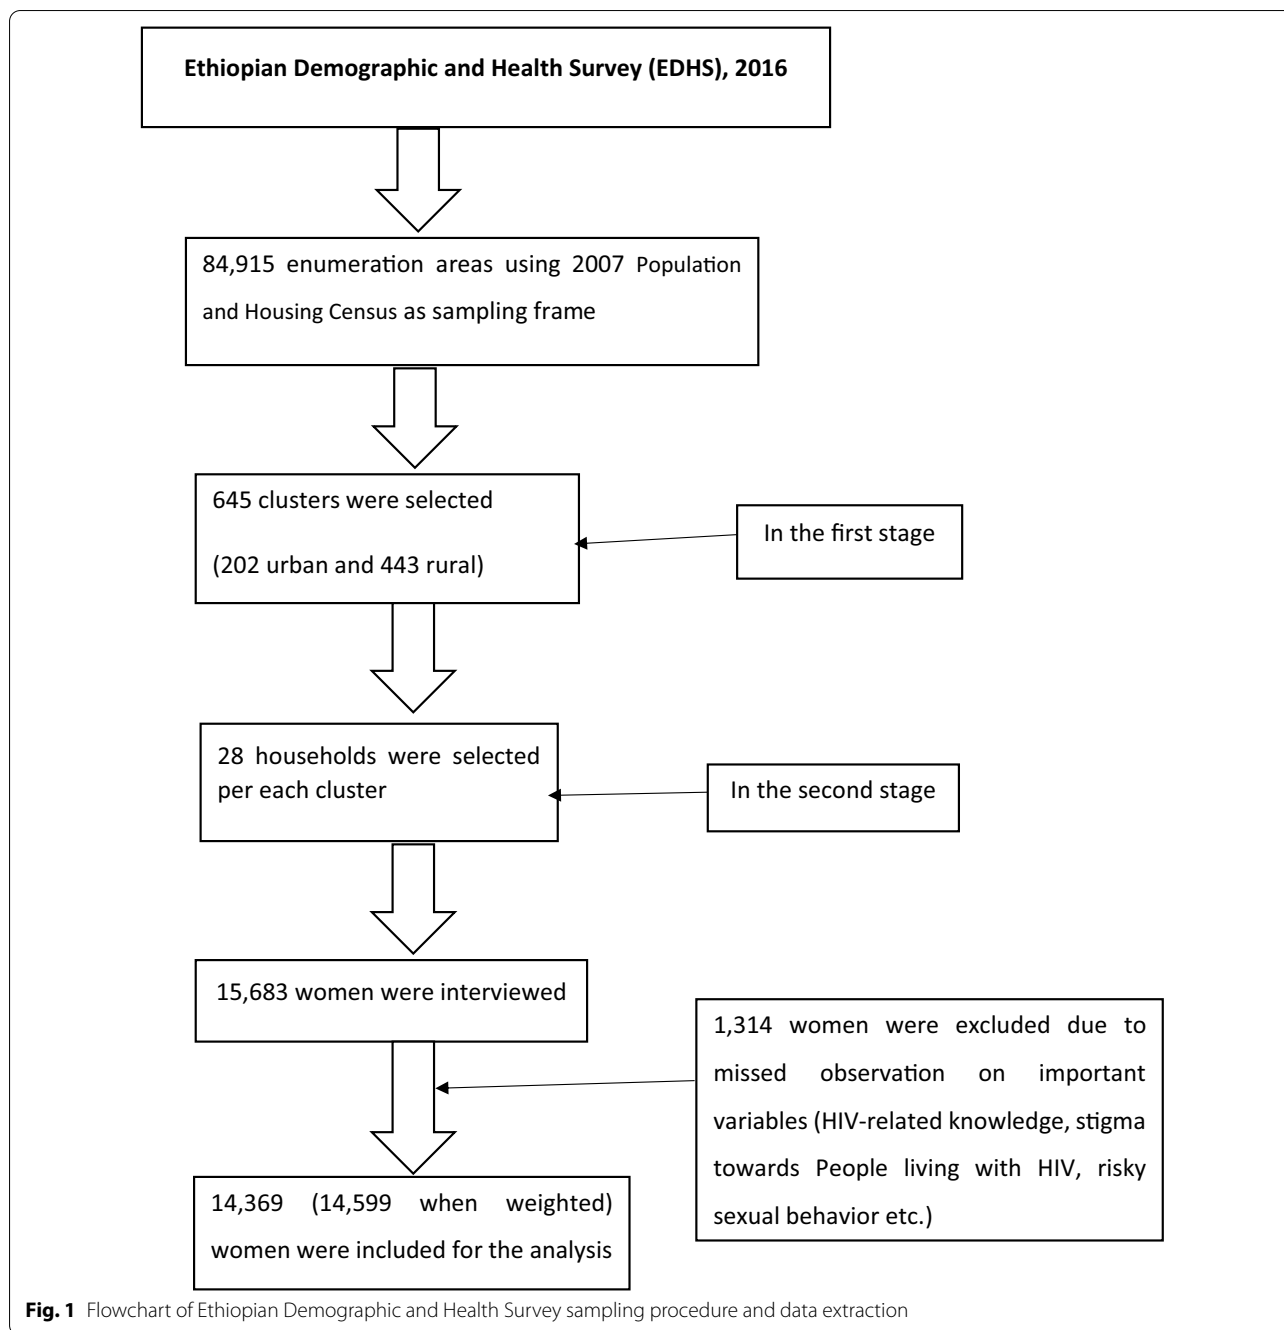 Ethiopian Demographic and Health Survey (EDHS), 2016
84,915 enumeration areas using 2007 Population
and Housing Census as sampling frame
645 clusters were selected
(202 urban and 443 rural)
In the first stage
28 households were selected
per each cluster
In the second stage
15,683 women were interviewed
1,314 women were excluded due to
missed observation on important
variables (HIV-related knowledge, stigma
towards People living with HIV, risky
sexual behavior etc.)
14,369 (14,599 when weighted)
women were included for the analysis
Fig. 1 Flowchart of Ethiopian Demographic and Health Survey sampling procedure and data extraction